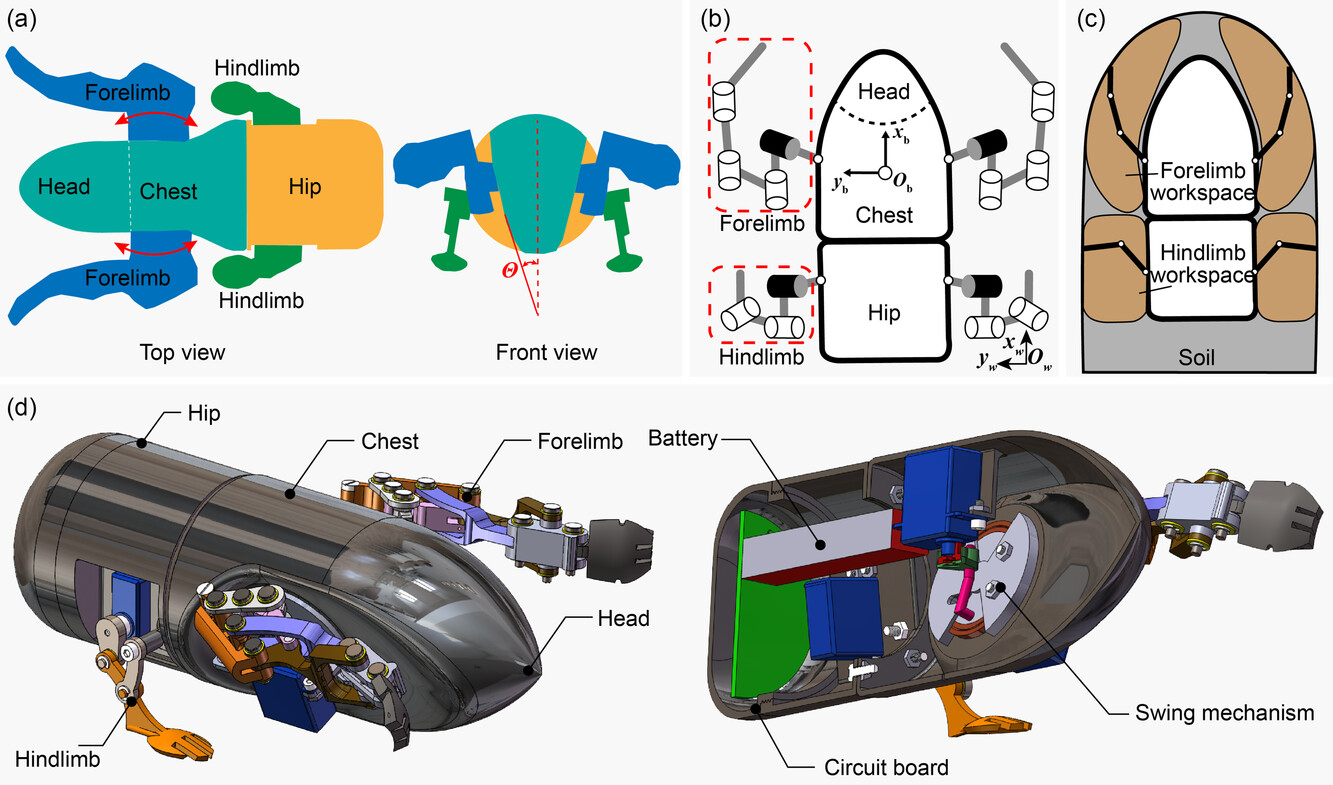 (a)
Forelimb
Hindlimb
Head
Chest
Hip
Forelimb
Hindlimb
Θ
Top view
Front view
(b)
Head
x_b
y_b
O_b
Chest
Forelimb
Hip
Hindlimb
x_w
y_w
O_w
(c)
Forelimb
workspace
Hindlimb
workspace
Soil
(d)
Hip
Chest
Forelimb
Head
Hindlimb
Battery
Swing mechanism
Circuit board